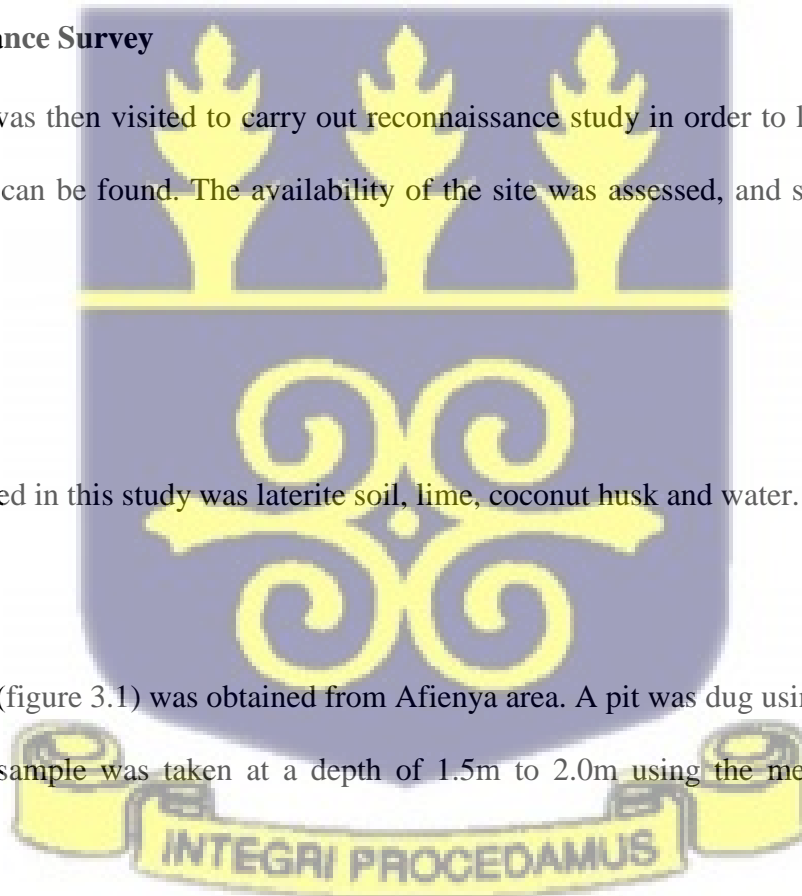 ance Survey
was then visited to carry out reconnaissance study in order to l
can be found. The availability of the site was assessed, and s
ed in this study was laterite soil, lime, coconut husk and water.
(figure 3.1) was obtained from Afienya area. A pit was dug usin
sample was taken at a depth of 1.5m to 2.0m using the me
INTEGRI PROCEDAMUS